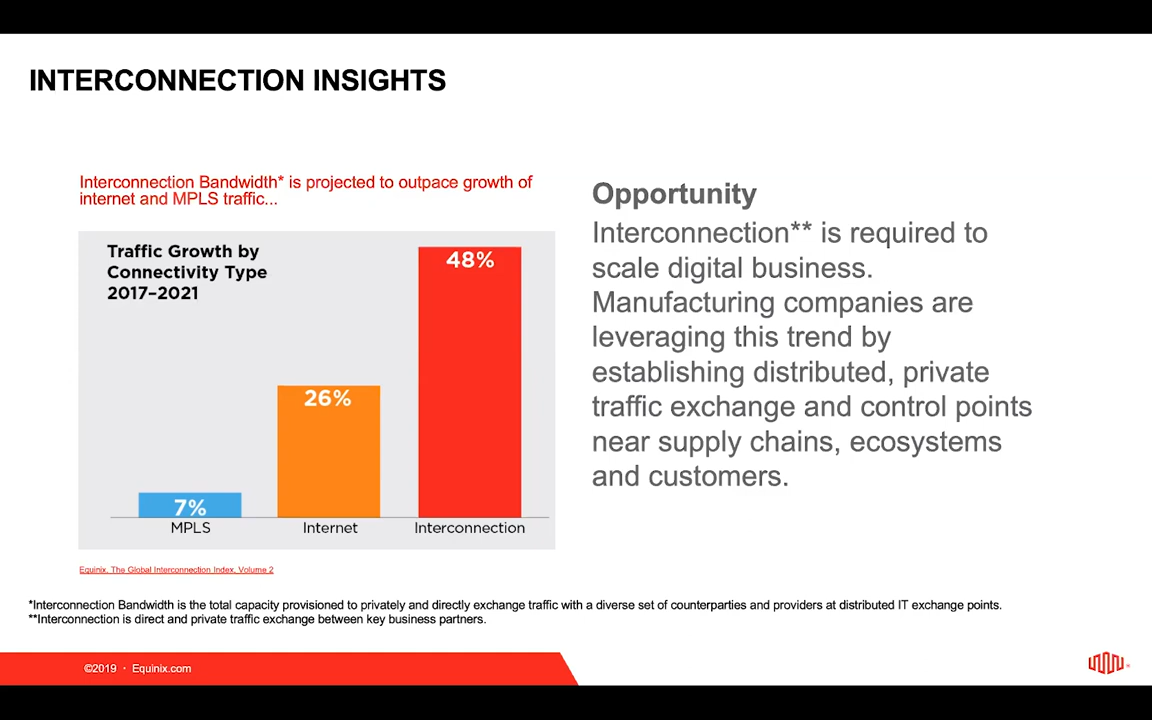 INTERCONNECTION INSIGHTS
Interconnection Bandwidth* is projected to outpace growth of
internet and MPLS traffic...
Traffic Growth by
Connectivity Type
2017–2021
7%
26%
48%
MPLS
Internet
Interconnection
Equinix, The Global Interconnection Index, Volume 2
Opportunity
Interconnection** is required to
scale digital business.
Manufacturing companies are
leveraging this trend by
establishing distributed, private
traffic exchange and control points
near supply chains, ecosystems
and customers.
*Interconnection Bandwidth is the total capacity provisioned to privately and directly exchange traffic with a diverse set of counterparties and providers at distributed IT exchange points.
**Interconnection is direct and private traffic exchange between key business partners.
©2019 · Equinix.com